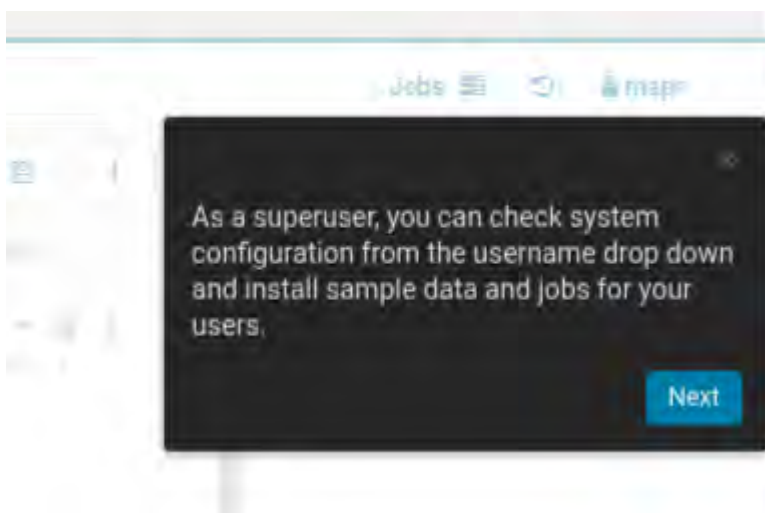 Jobs
As a superuser, you can check system
configuration from the username drop down
and install sample data and jobs for your
users.
Next